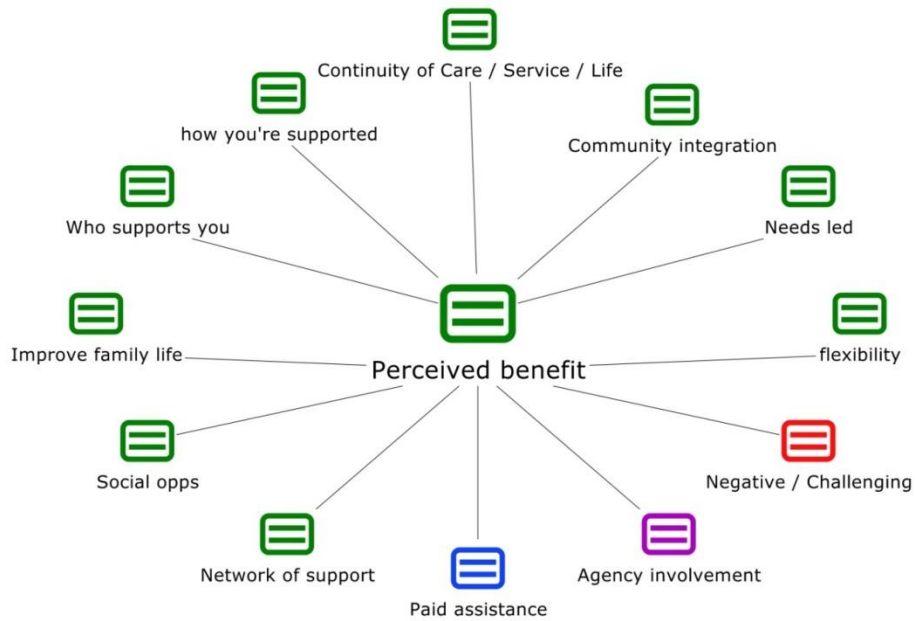 Continuity of Care / Service / Life
how you're supported
Community integration
Who supports you
Needs led
Improve family life
Perceived benefit
flexibility
Social opps
Negative / Challenging
Network of support
Agency involvement
Paid assistance